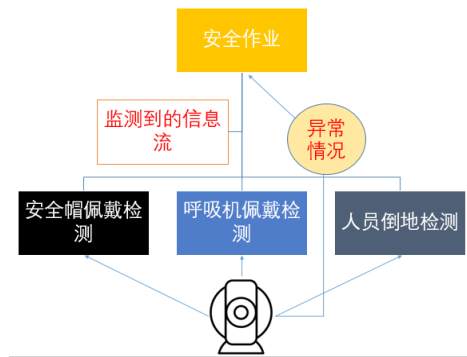 安全作业
监测到的信息
流
异常
情况
安全帽佩戴检
测
呼吸机佩戴检
测
人员倒地检测